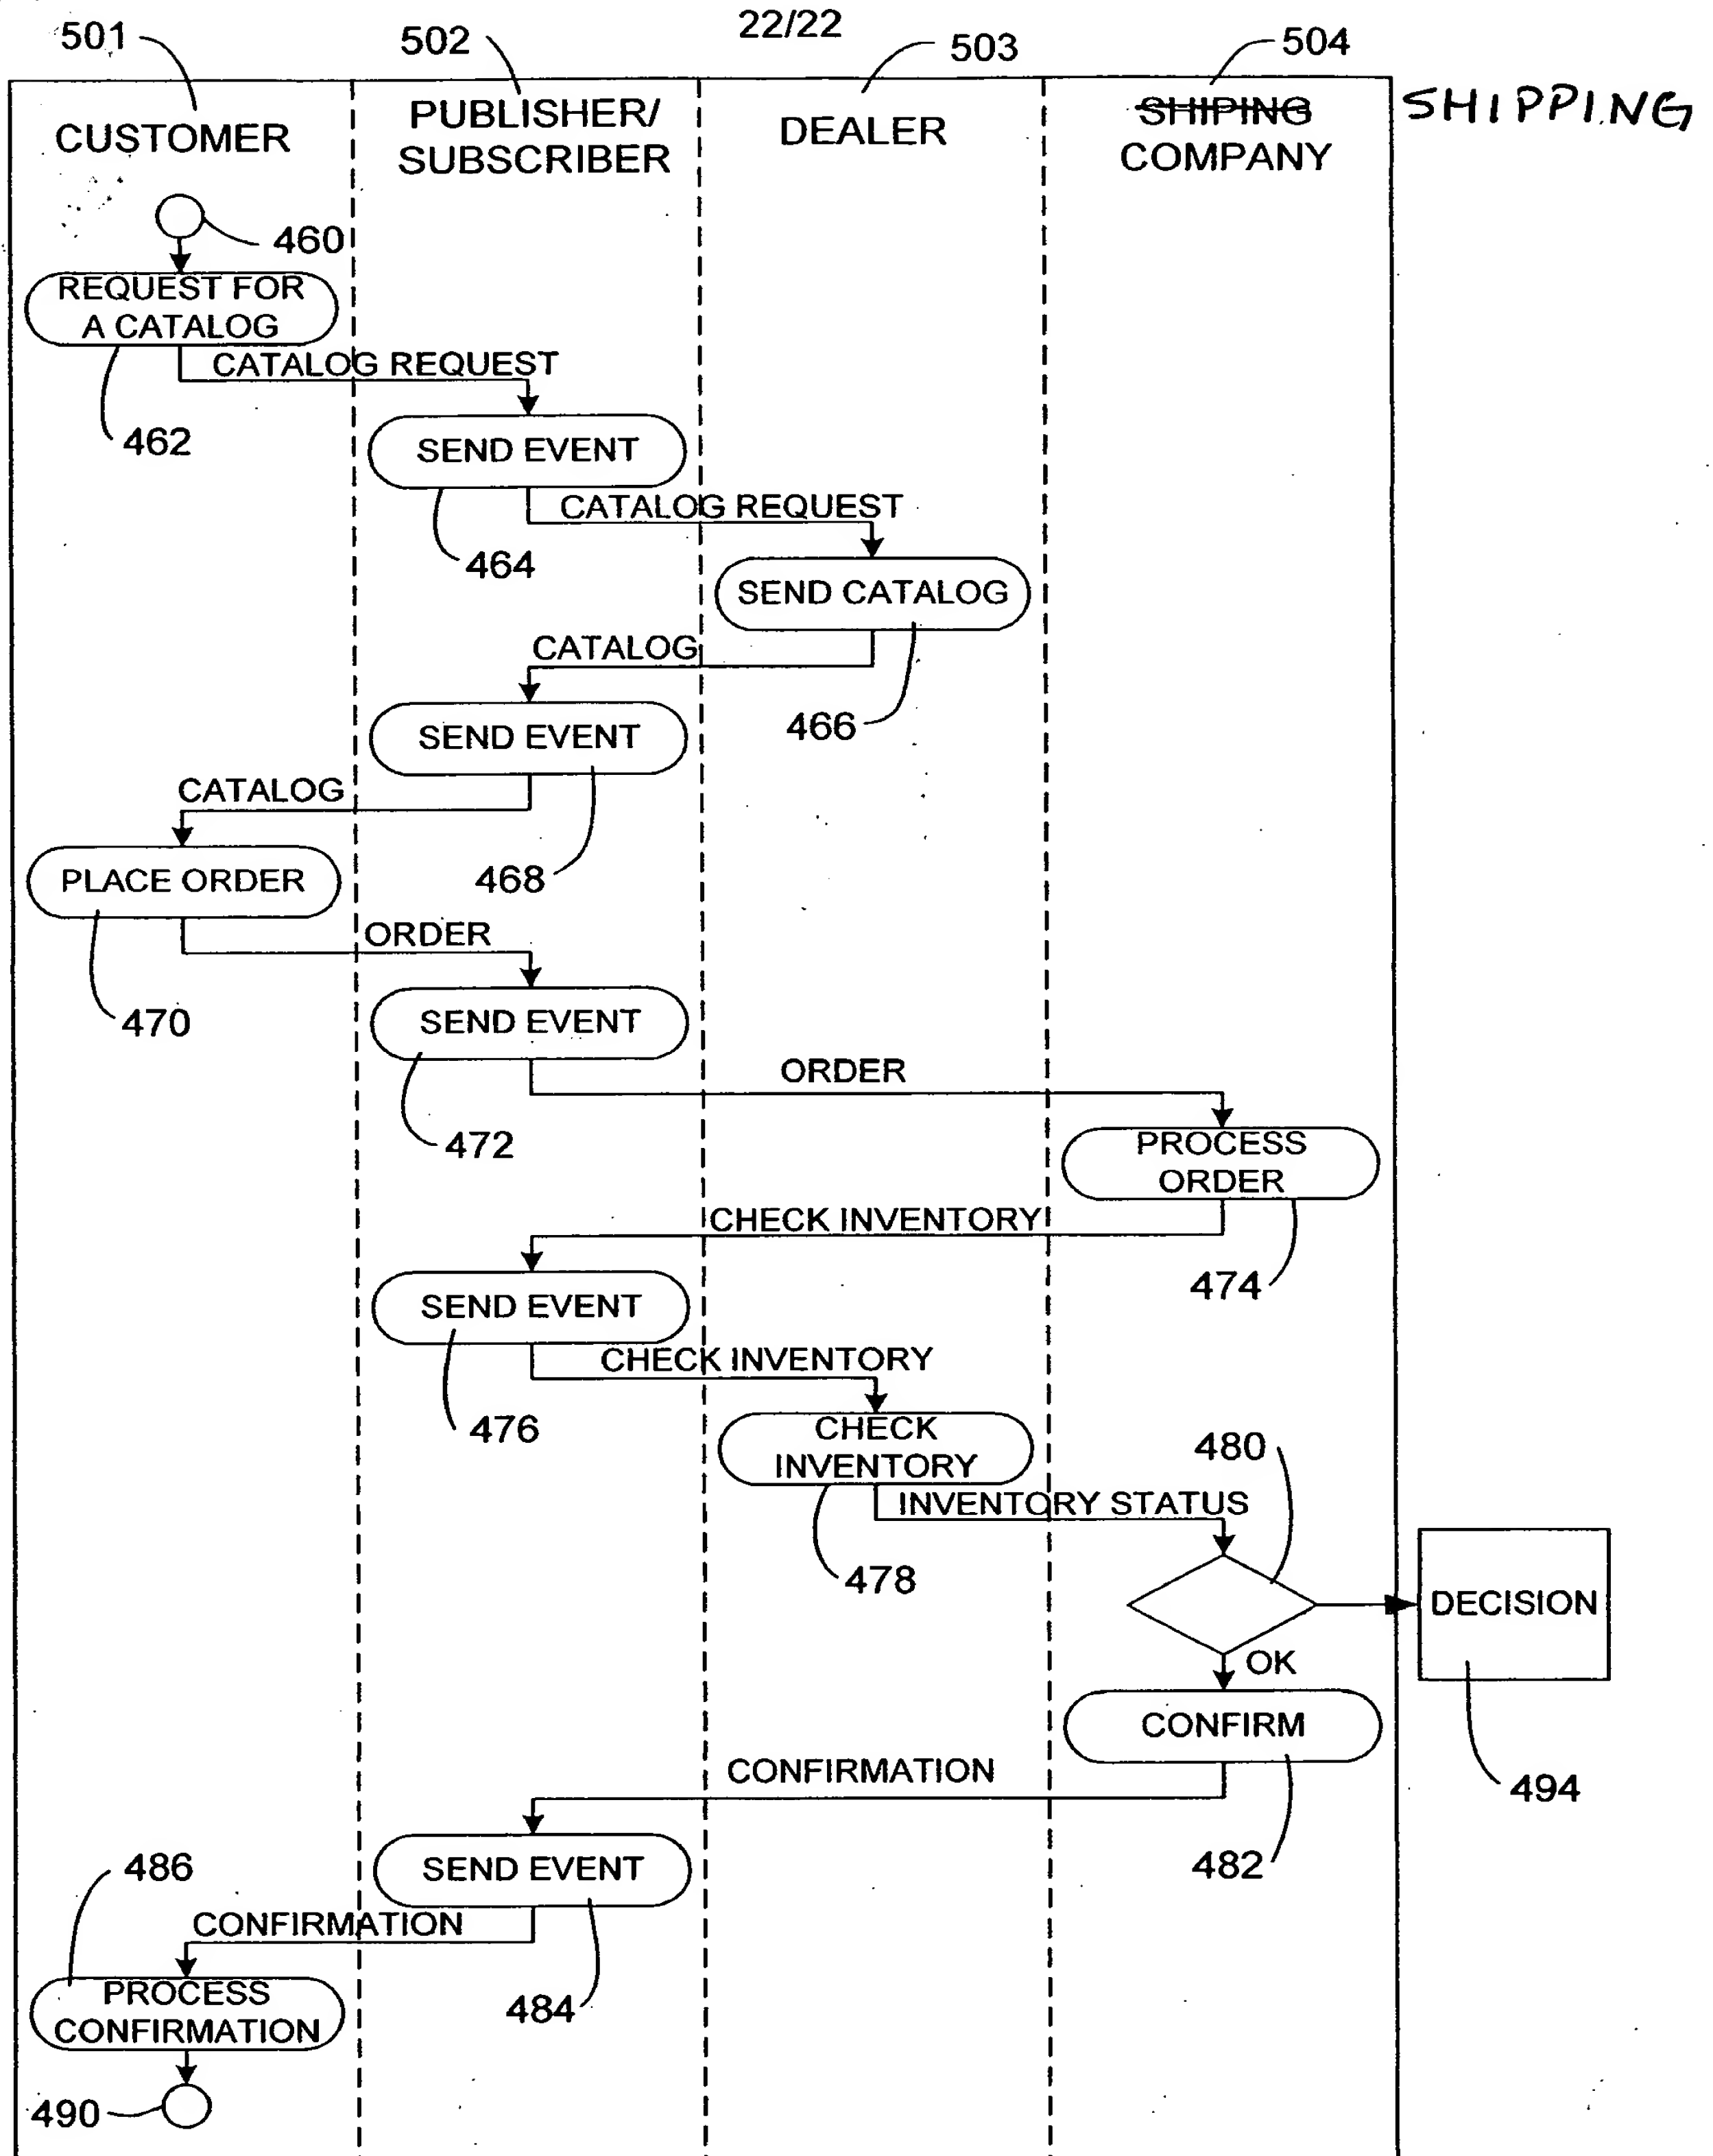 22/22
501
502
503
504
CUSTOMER
PUBLISHER/
SUBSCRIBER
DEALER
SHIPING
COMPANY
SHIPPING
460
REQUEST FOR
A CATALOG
CATALOG REQUEST
462
SEND EVENT
CATALOG REQUEST
464
SEND CATALOG
CATALOG
466
SEND EVENT
CATALOG
468
PLACE ORDER
ORDER
470
SEND EVENT
ORDER
472
PROCESS
ORDER
CHECK INVENTORY
474
SEND EVENT
CHECK INVENTORY
476
CHECK
INVENTORY
480
INVENTORY STATUS
478
DECISION
OK
CONFIRM
494
CONFIRMATION
482
SEND EVENT
486
CONFIRMATION
484
PROCESS
CONFIRMATION
490